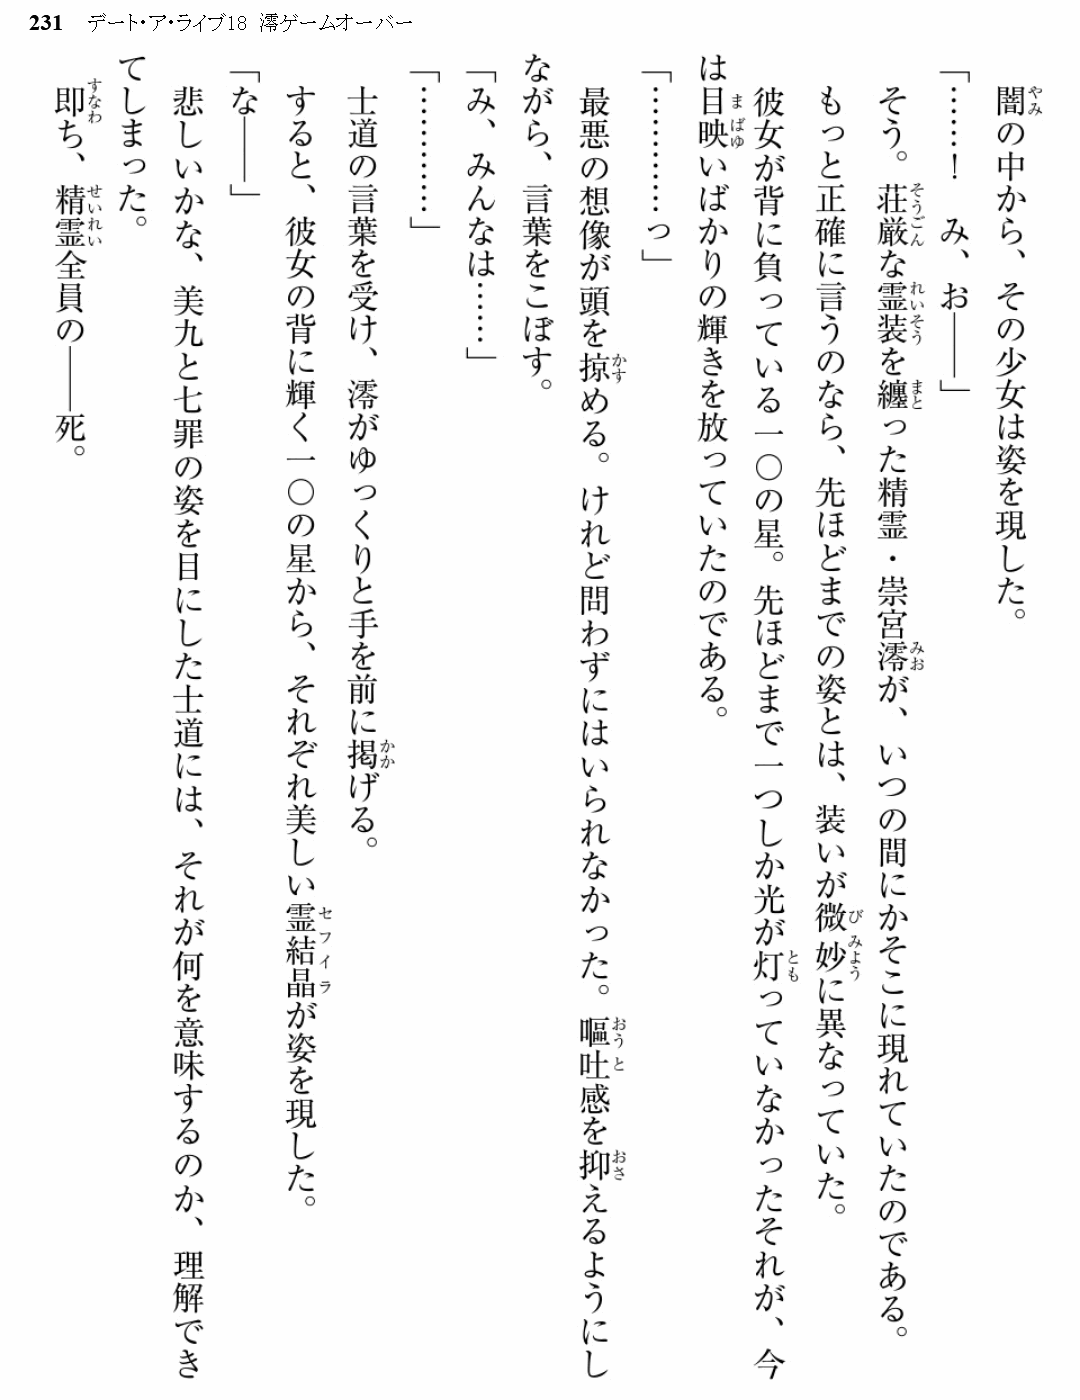 231 デート・ア・ライブ18 澪ゲームオーバー
闇の中から、その少女は姿を現した。
「……！　み、お――」
そう。荘厳な霊装を纏った精霊・崇宮澪が、いつの間にかそこに現れていたのである。
もっと正確に言うのなら、先ほどまでの姿とは、装いが微妙に異なっていた。
彼女が背に負っている一〇の星。先ほどまで一つしか光が灯っていなかったそれが、今
は目映いばかりの輝きを放っていたのである。
「…………っ」
最悪の想像が頭を掠める。けれど問わずにはいられなかった。嘔吐感を抑えるようにし
ながら、言葉をこぼす。
「み、みんなは……」
「…………」
士道の言葉を受け、澪がゆっくりと手を前に掲げる。
すると、彼女の背に輝く一〇の星から、それぞれ美しい霊結晶が姿を現した。
「な――」
悲しいかな、美九と七罪の姿を目にした士道には、それが何を意味するのか、理解でき
てしまった。
即ち、精霊全員の――死。